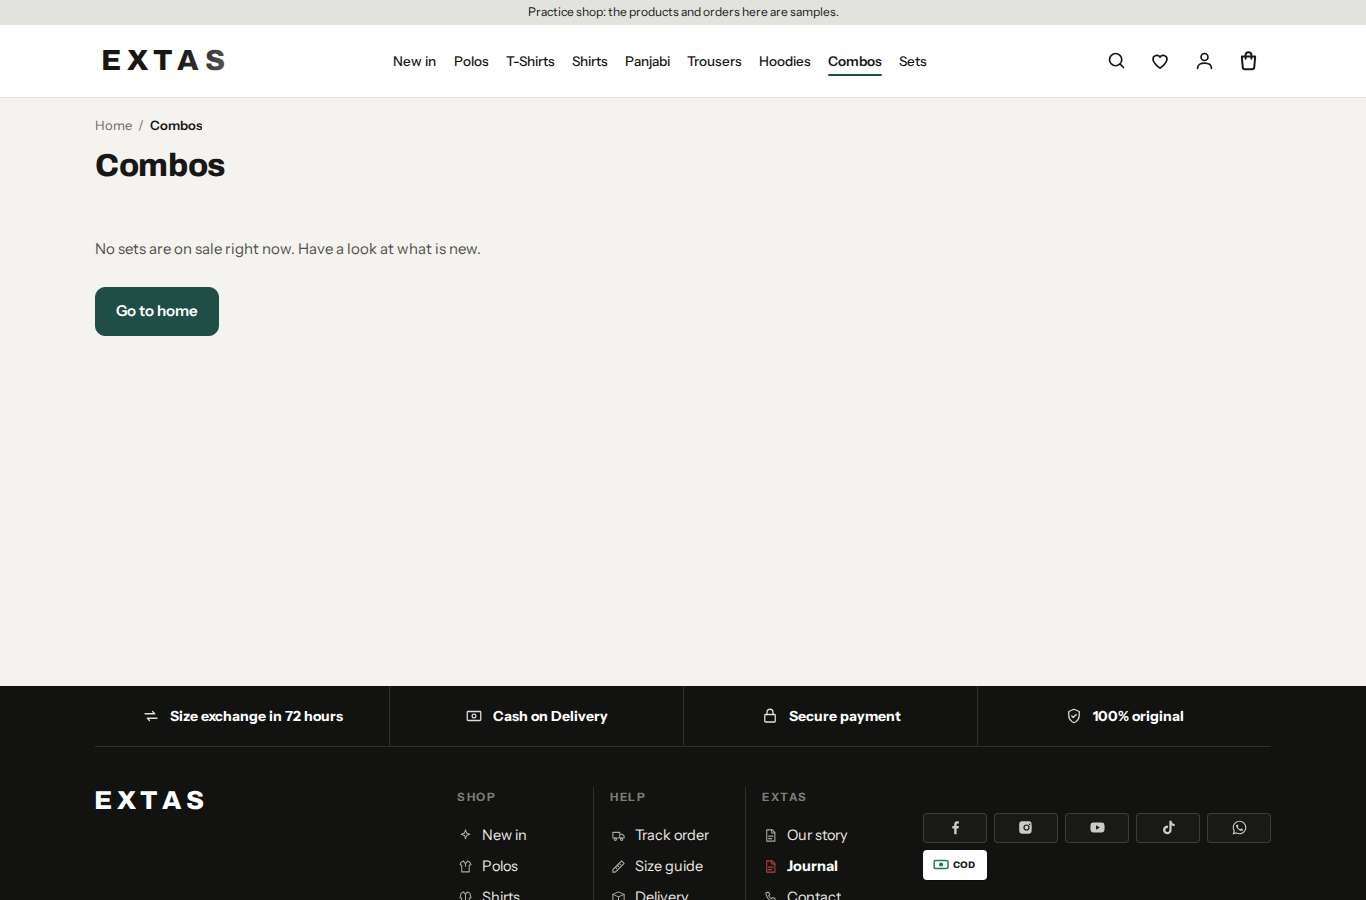 Practice shop: the products and orders here are samples.
EXTAS
New in Polos T-Shirts Shirts Panjabi Trousers Hoodies Combos Sets
Home / Combos
Combos
No sets are on sale right now. Have a look at what is new.
Go to home
Size exchange in 72 hours
Cash on Delivery
Secure payment
100% original
EXTAS
SHOP
New in
Polos
Shirts
HELP
Track order
Size guide
Delivery
EXTAS
Our story
Journal
Contact
COD